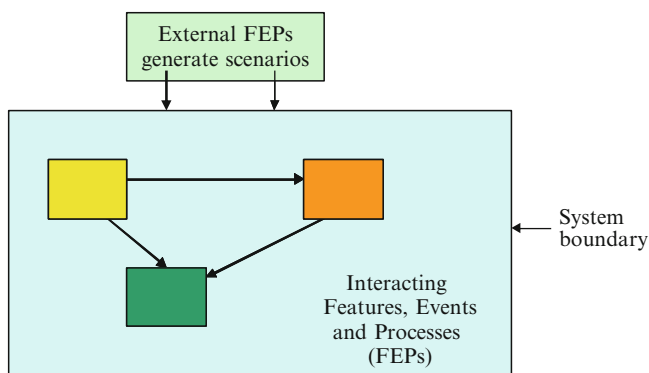 External FEPs
generate scenarios
System
boundary
Interacting
Features, Events
and Processes
(FEPs)